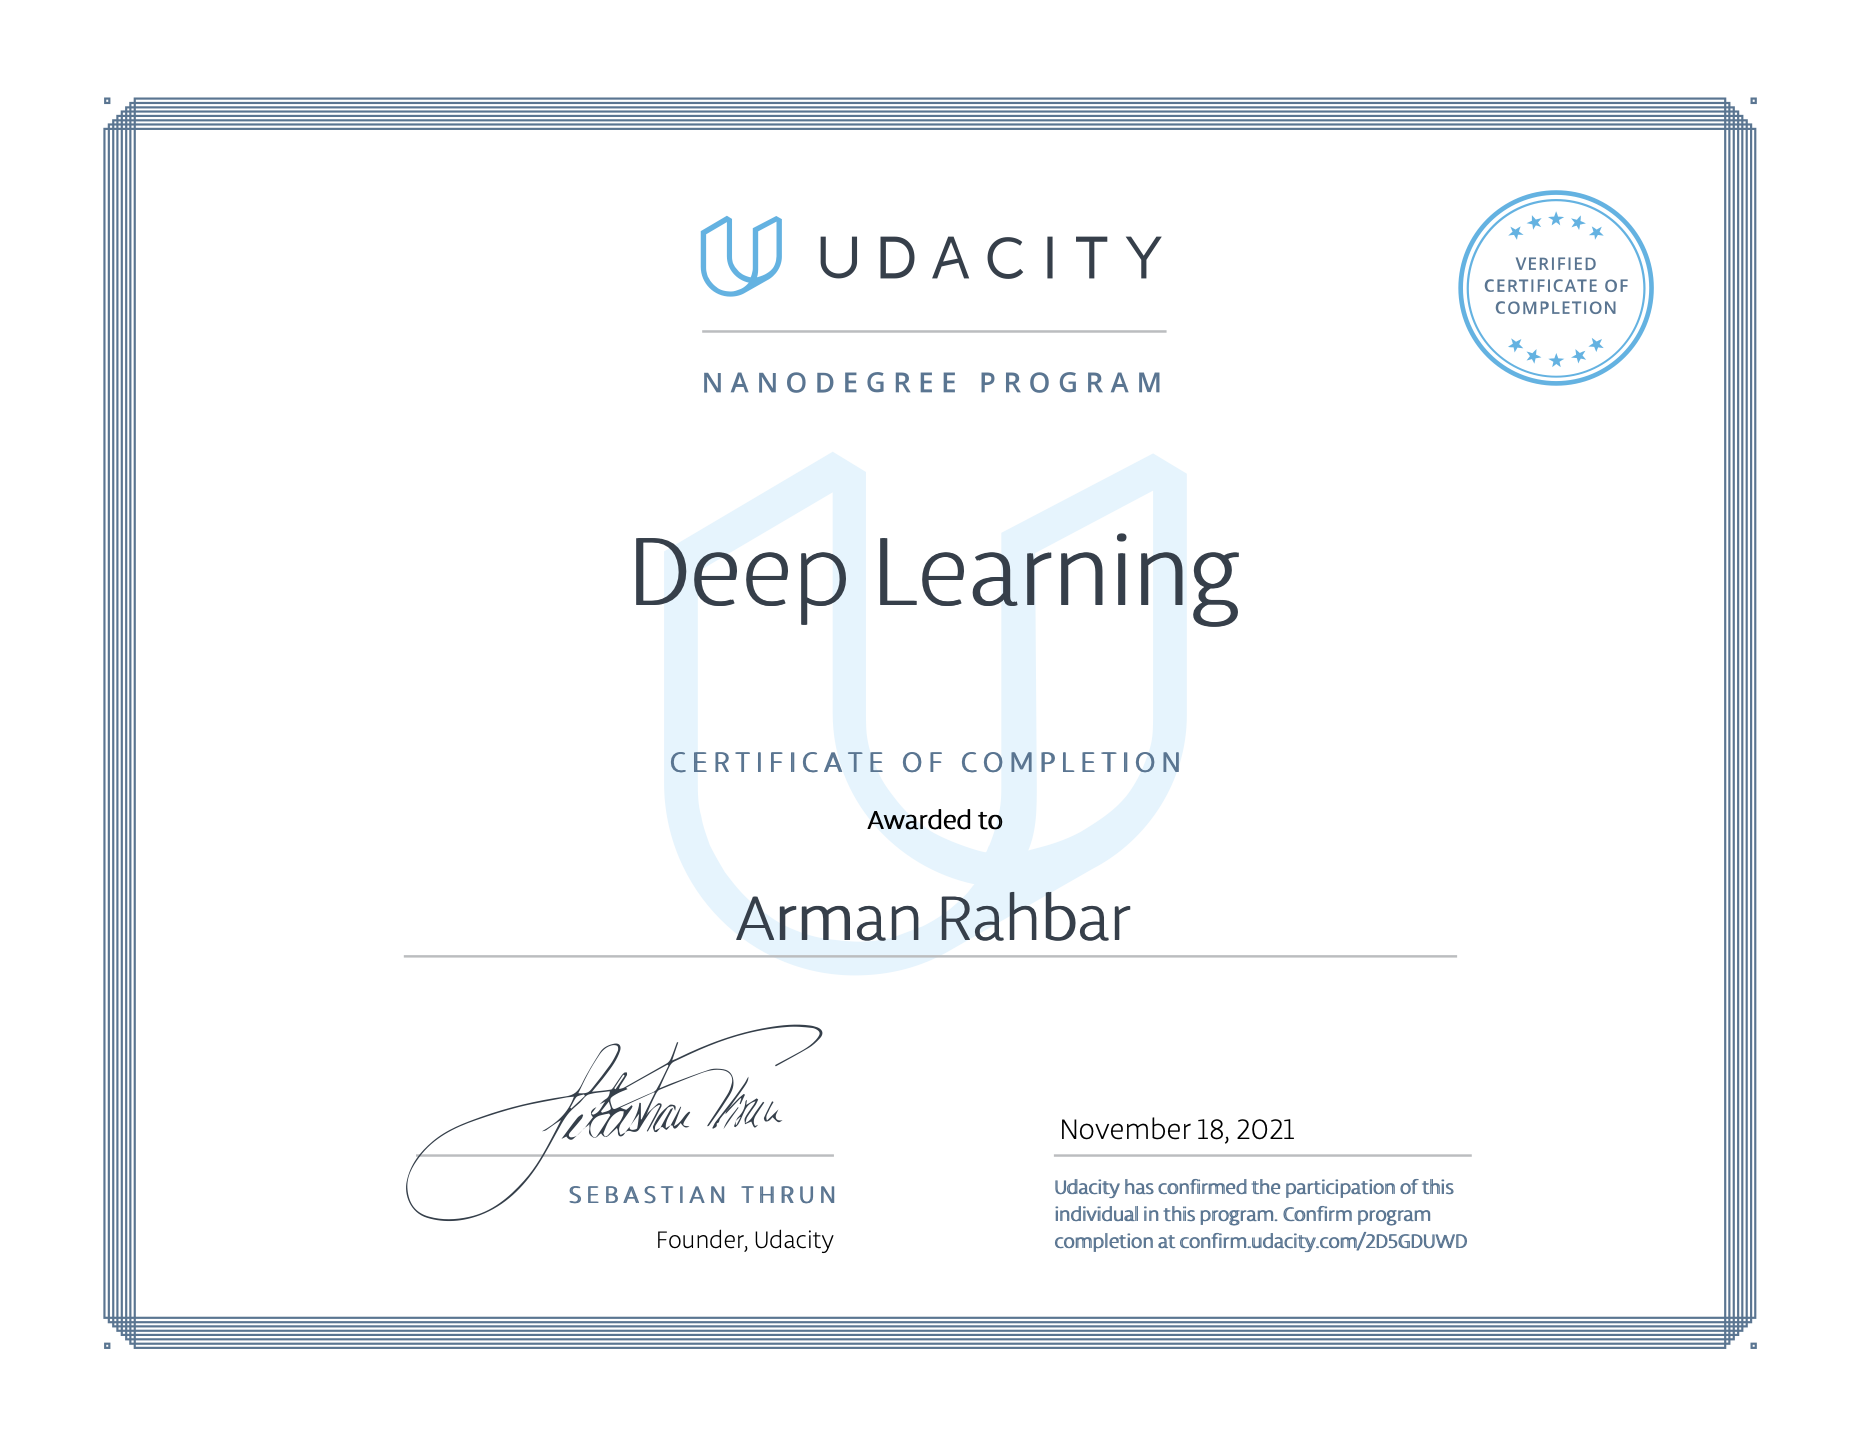 UDACITY
VERIFIED
CERTIFICATE OF
COMPLETION
NANODEGREE PROGRAM
Deep Learning
CERTIFICATE OF COMPLETION
Awarded to
Arman Rahbar
Sebastian Thrun
November 18, 2021
SEBASTIAN THRUN
Founder, Udacity
Udacity has confirmed the participation of this
individual in this program. Confirm program
completion at confirm.udacity.com/2D5GDUWD